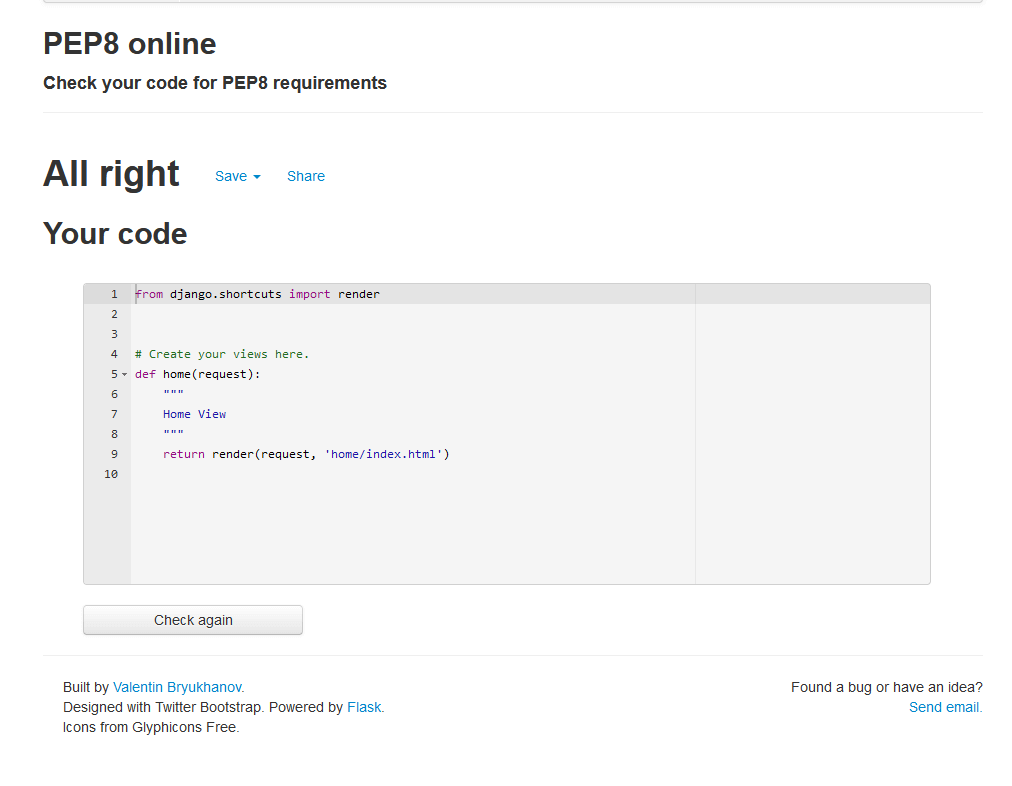 PEP8 online
Check your code for PEP8 requirements
All right Save Share
Your code
1 from django.shortcuts import render
2
3
4 # Create your views here.
5 def home(request):
6     """
7     Home View
8     """
9     return render(request, 'home/index.html')
10
Check again
Built by Valentin Bryukhanov.
Designed with Twitter Bootstrap. Powered by Flask.
Icons from Glyphicons Free.
Found a bug or have an idea?
Send email.